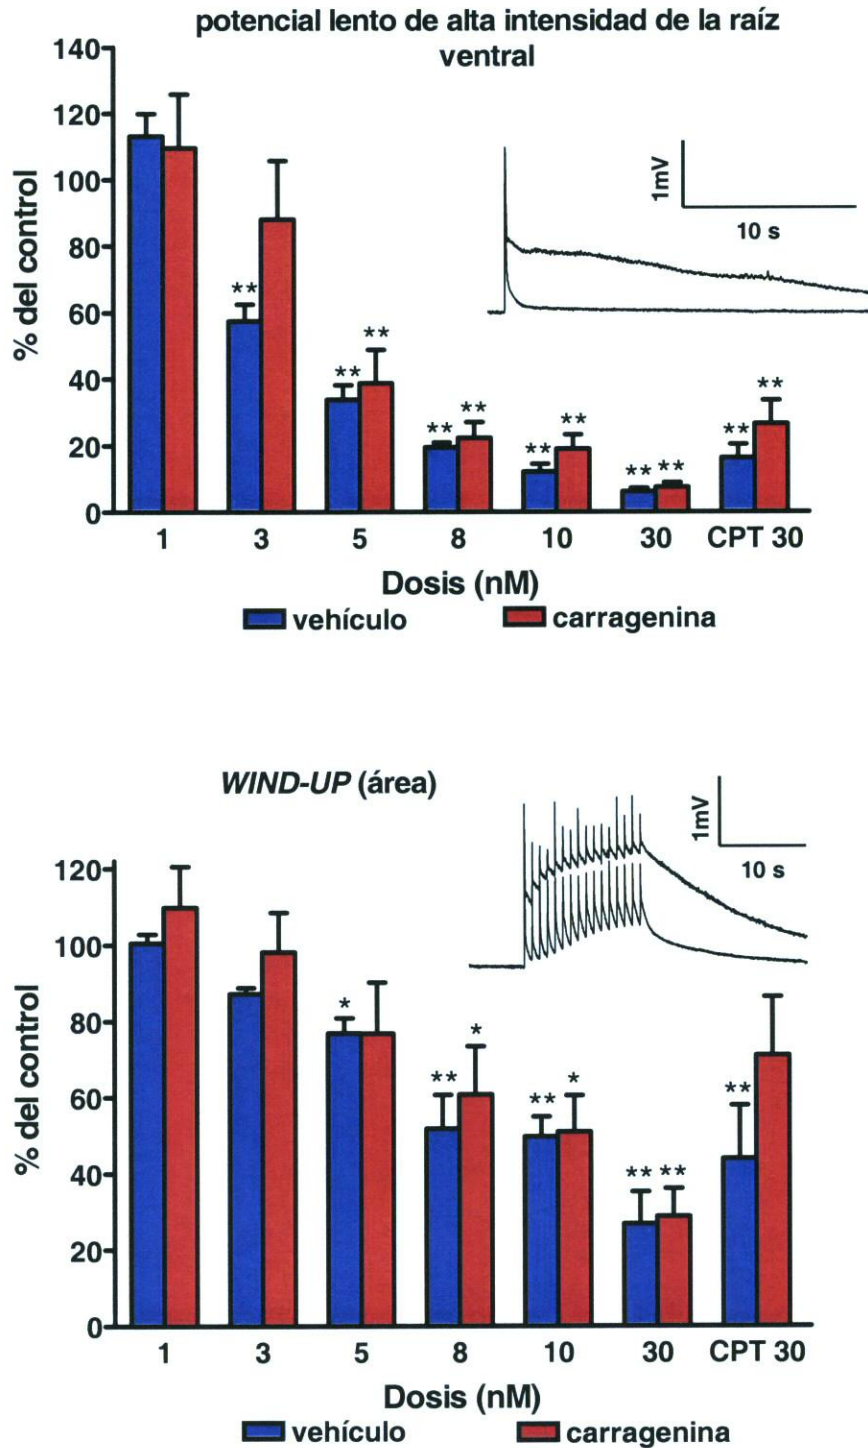 potencial lento de alta intensidad de la raíz
ventral
140
120
100
80
60
40
20
0
% del control
1mV
10 s
**
**
**
**
**
**
**
**
**
**
**
1 3 5 8 10 30 CPT 30
Dosis (nM)
vehículo carragenina
WIND-UP (área)
120
100
80
60
40
20
0
% del control
1mV
10 s
*
**
*
**
*
**
**
**
1 3 5 8 10 30 CPT 30
Dosis (nM)
vehículo carragenina